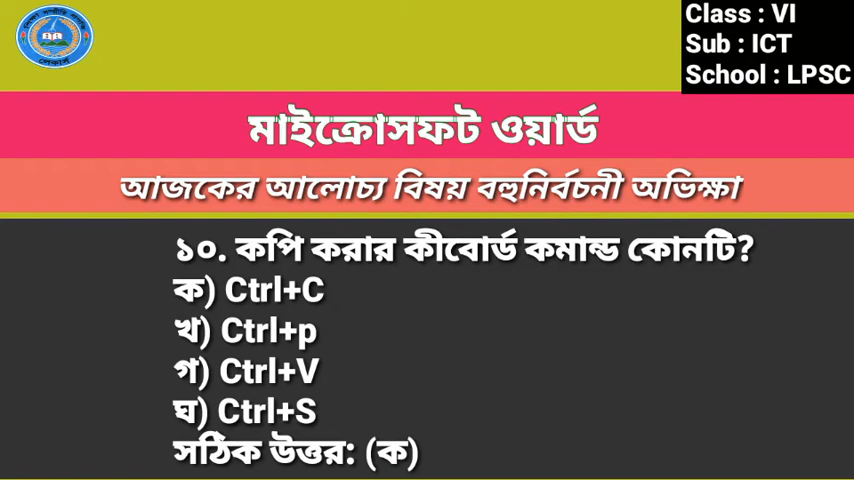 Class : VI
Sub : ICT
School : LPSC
মাইক্রোসফট ওয়ার্ড
আজকের আলোচ্য বিষয় বহুনির্বচনী অভিক্ষা
১০. কপি করার কীবোর্ড কমান্ড কোনটি?
ক) Ctrl+C
খ) Ctrl+p
গ) Ctrl+V
ঘ) Ctrl+S
সঠিক উত্তর: (ক)